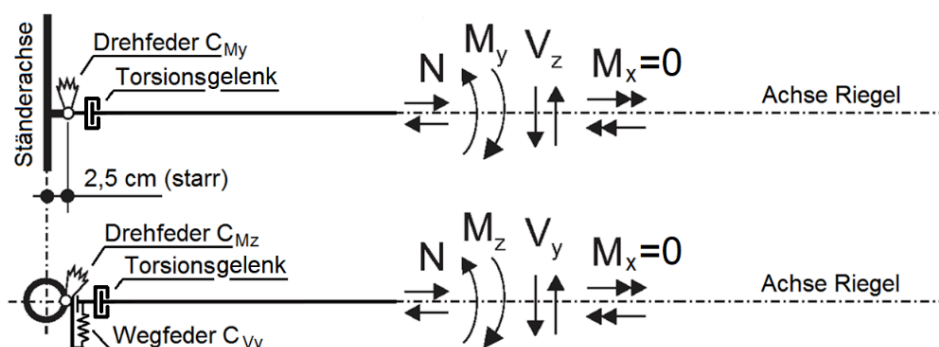 Ständerachse
Drehfeder C_My
Torsionsgelenk
N
M_y
V_z
M_x=0
Achse Riegel
2,5 cm (starr)
Drehfeder C_Mz
Torsionsgelenk
N
M_z
V_y
M_x=0
Achse Riegel
Wegfeder C_Vy